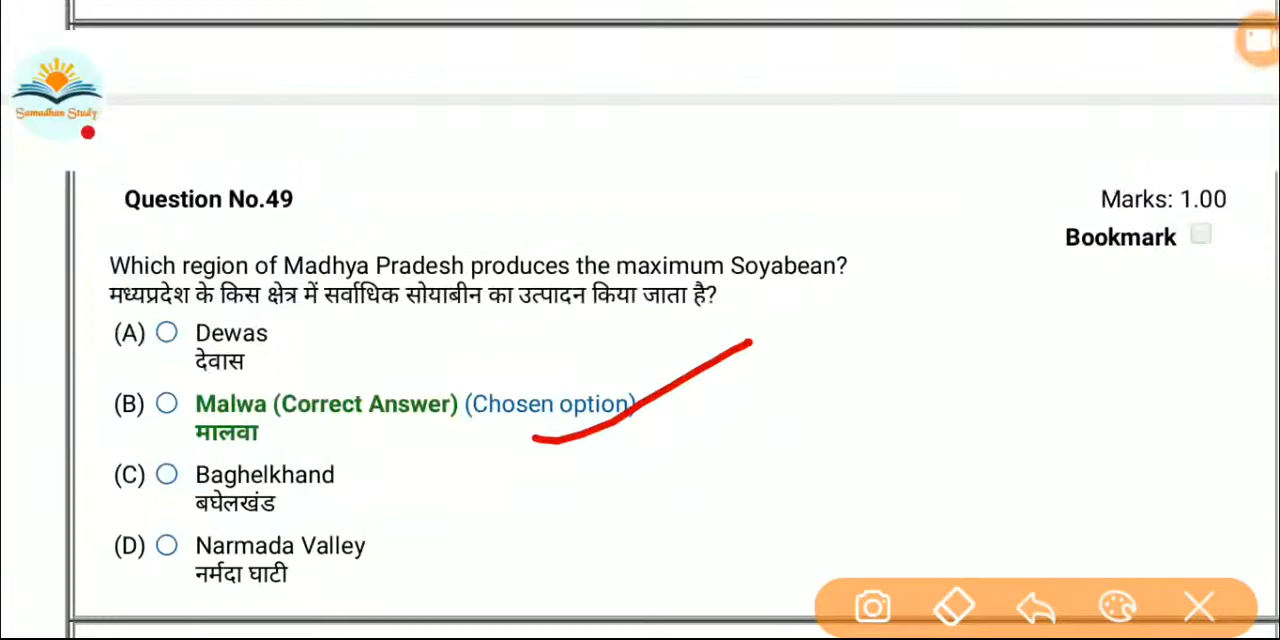 Samadhan Study
Question No.49
Marks: 1.00
Bookmark
Which region of Madhya Pradesh produces the maximum Soyabean?
मध्यप्रदेश के किस क्षेत्र में सर्वाधिक सोयाबीन का उत्पादन किया जाता है?
(A) Dewas
देवास
(B) Malwa (Correct Answer) (Chosen option)
मालवा
(C) Baghelkhand
बघेलखंड
(D) Narmada Valley
नर्मदा घाटी